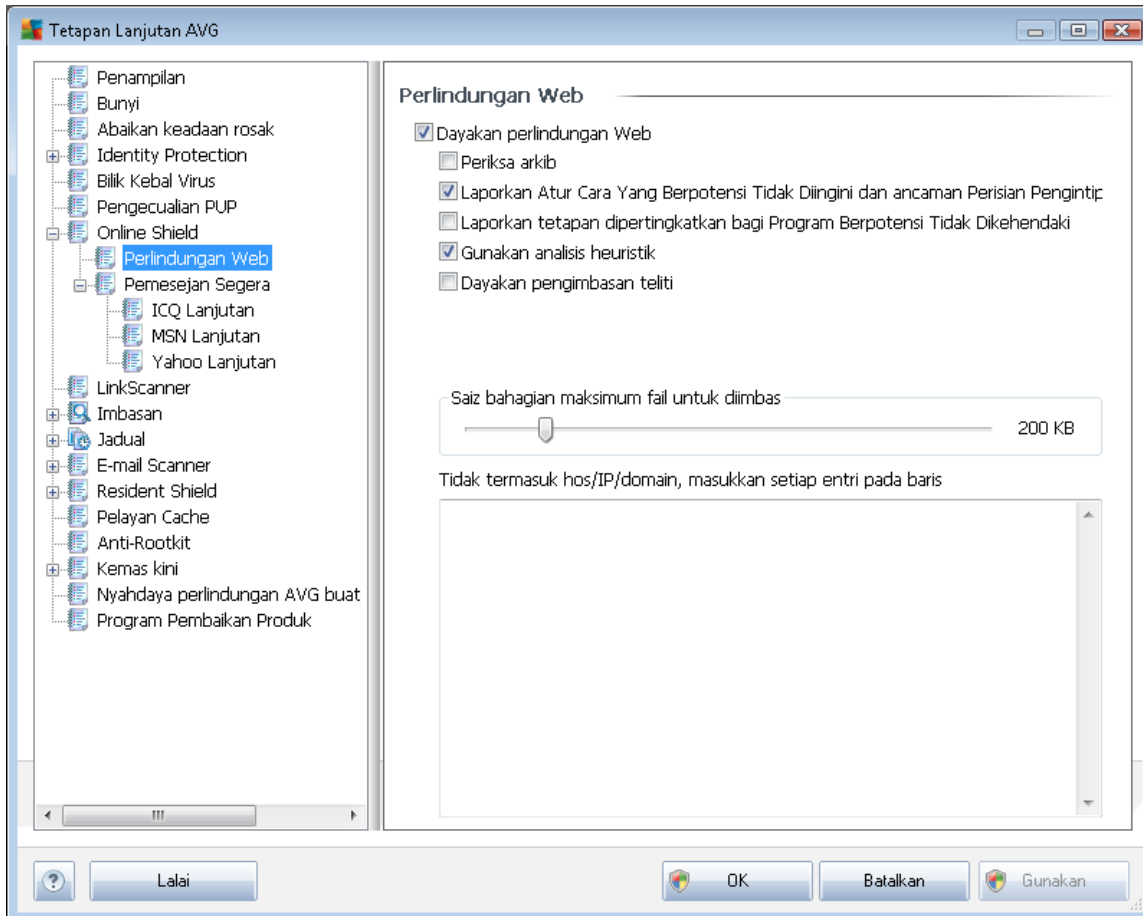 Tetapan Lanjutan AVG
Penampilan
Bunyi
Abaikan keadaan rosak
Identity Protection
Bilik Kebal Virus
Pengecualian PUP
Online Shield
Perlindungan Web
Pemesejan Segera
ICQ Lanjutan
MSN Lanjutan
Yahoo Lanjutan
LinkScanner
Imbasan
Jadual
E-mail Scanner
Resident Shield
Pelayan Cache
Anti-Rootkit
Kemas kini
Nyahdaya perlindungan AVG buat
Program Pembaikan Produk
Perlindungan Web
Dayakan perlindungan Web
Periksa arkib
Laporkan Atur Cara Yang Berpotensi Tidak Diingini dan ancaman Perisian Pengintip
Laporkan tetapan dipertingkatkan bagi Program Berpotensi Tidak Dikehendaki
Gunakan analisis heuristik
Dayakan pengimbasan teliti
Saiz bahagian maksimum fail untuk diimbas
200 KB
Tidak termasuk hos/IP/domain, masukkan setiap entri pada baris
?
Lalai
OK
Batalkan
Gunakan